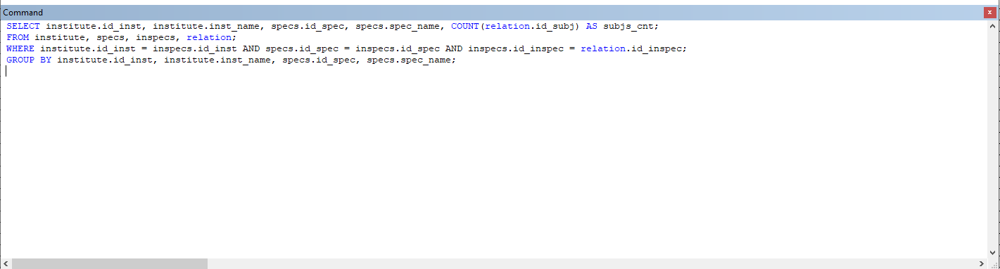 Command
SELECT institute.id_inst, institute.inst_name, specs.id_spec, specs.spec_name, COUNT(relation.id_subj) AS subjs_cnt;
FROM institute, specs, inspecs, relation;
WHERE institute.id_inst = inspecs.id_inst AND specs.id_spec = inspecs.id_spec AND inspecs.id_inspec = relation.id_inspec;
GROUP BY institute.id_inst, institute.inst_name, specs.id_spec, specs.spec_name;